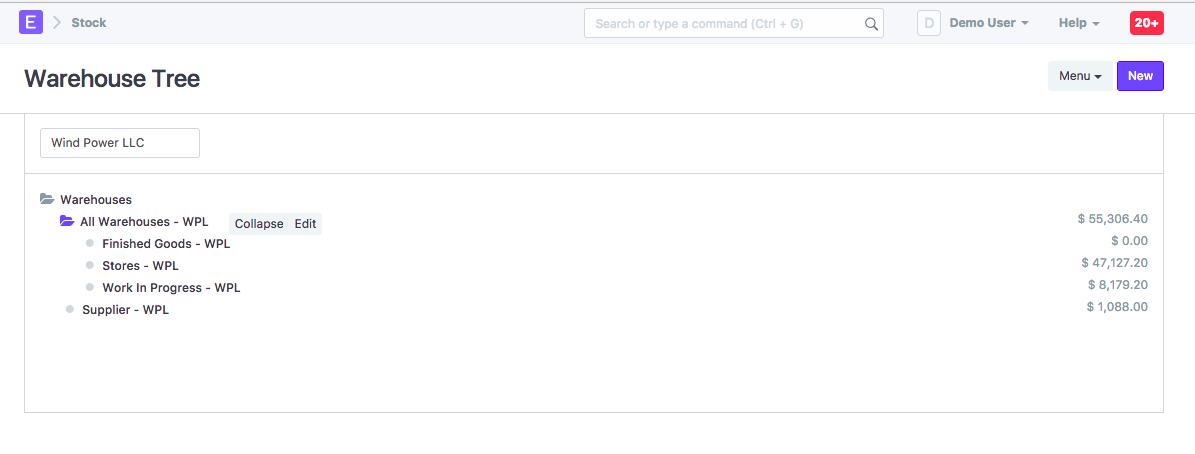 E Stock Search or type a command (Ctrl + G) D Demo User Help 20+
Warehouse Tree Menu New
Wind Power LLC
Warehouses
All Warehouses - WPL Collapse Edit $ 55,306.40
Finished Goods - WPL $ 0.00
Stores - WPL $ 47,127.20
Work In Progress - WPL $ 8,179.20
Supplier - WPL $ 1,088.00